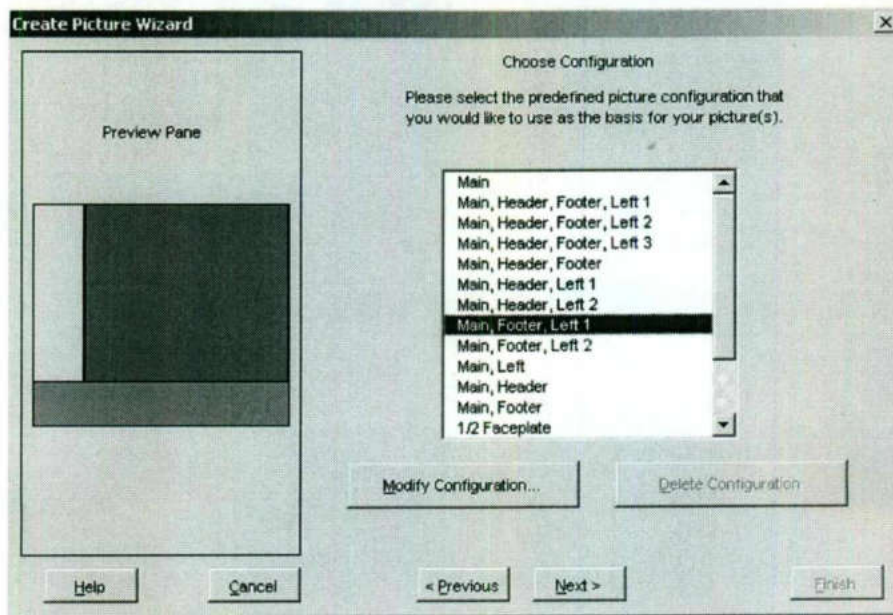 Create Picture Wizard
Preview Pane
Choose Configuration
Please select the predefined picture configuration that
you would like to use as the basis for your picture(s).
Main
Main, Header, Footer, Left 1
Main, Header, Footer, Left 2
Main, Header, Footer, Left 3
Main, Header, Footer
Main, Header, Left 1
Main, Header, Left 2
Main, Footer, Left 1
Main, Footer, Left 2
Main, Left
Main, Header
Main, Footer
1/2 Faceplate
Modify Configuration... Delete Configuration
Help Cancel < Previous Next > Finish